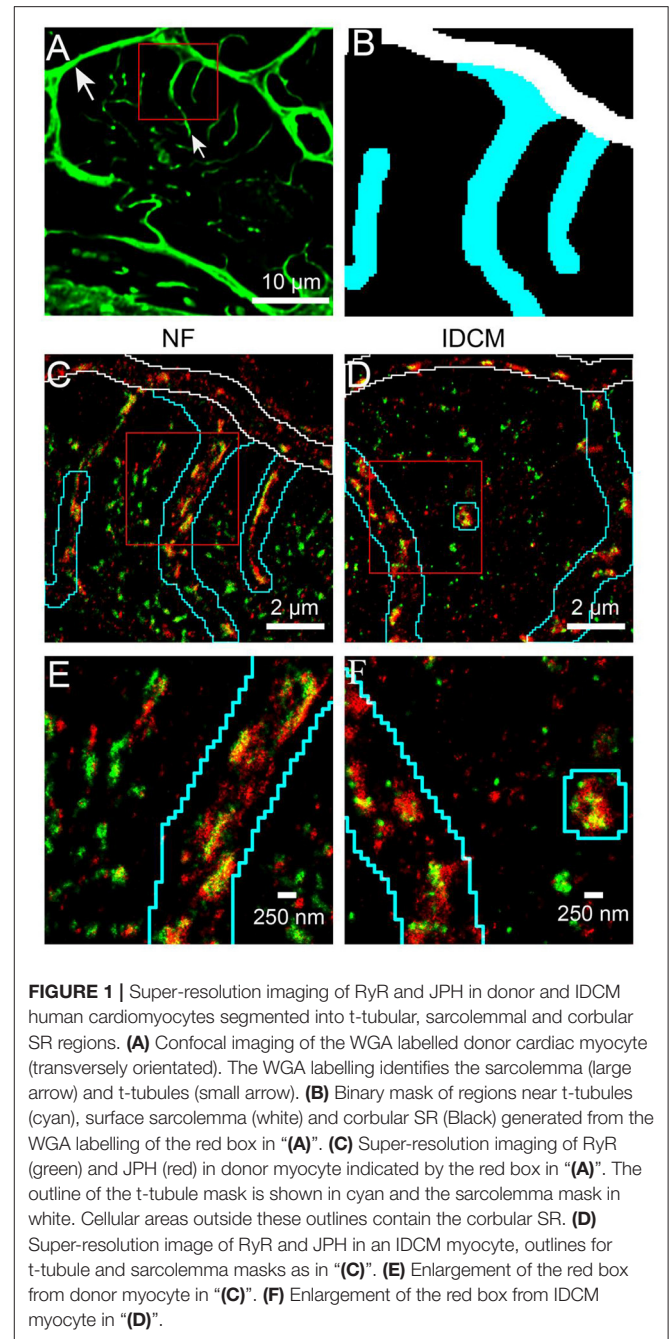 A
B
10 µm
NF
IDCM
C
D
2 µm
2 µm
E
F
250 nm
250 nm
FIGURE 1 | Super-resolution imaging of RyR and JPH in donor and IDCM
human cardiomyocytes segmented into t-tubular, sarcolemmal and corbular
SR regions. (A) Confocal imaging of the WGA labelled donor cardiac myocyte
(transversely orientated). The WGA labelling identifies the sarcolemma (large
arrow) and t-tubules (small arrow). (B) Binary mask of regions near t-tubules
(cyan), surface sarcolemma (white) and corbular SR (Black) generated from the
WGA labelling of the red box in “(A)”. (C) Super-resolution imaging of RyR
(green) and JPH (red) in donor myocyte indicated by the red box in “(A)”. The
outline of the t-tubule mask is shown in cyan and the sarcolemma mask in
white. Cellular areas outside these outlines contain the corbular SR. (D)
Super-resolution image of RyR and JPH in an IDCM myocyte, outlines for
t-tubule and sarcolemma masks as in “(C)”. (E) Enlargement of the red box
from donor myocyte in “(C)”. (F) Enlargement of the red box from IDCM
myocyte in “(D)”.